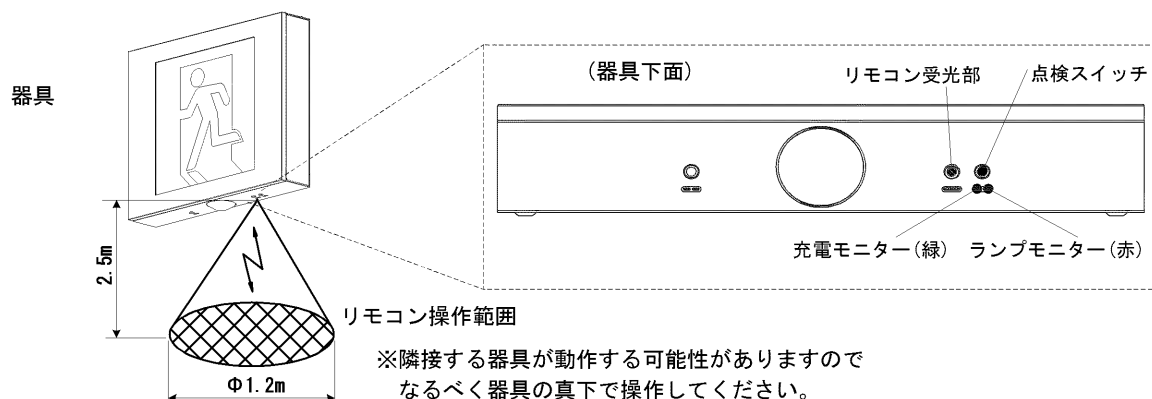 器具
(器具下面)
リモコン受光部
点検スイッチ
充電モニター(緑)
ランプモニター(赤)
2.5m
リモコン操作範囲
Φ1.2m
※隣接する器具が動作する可能性がありますので
なるべく器具の真下で操作してください。